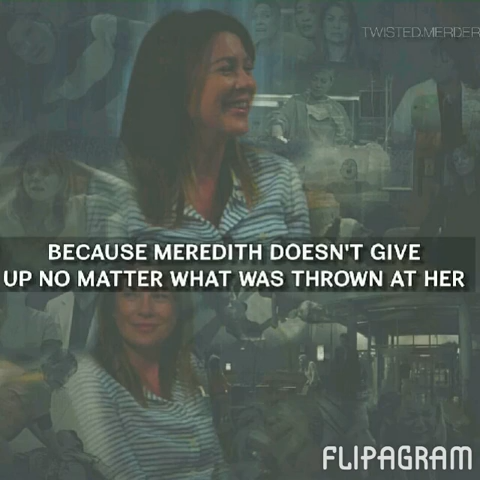 TWISTED.MERDER
BECAUSE MEREDITH DOESN'T GIVE
UP NO MATTER WHAT WAS THROWN AT HER
FLIPAGRAM